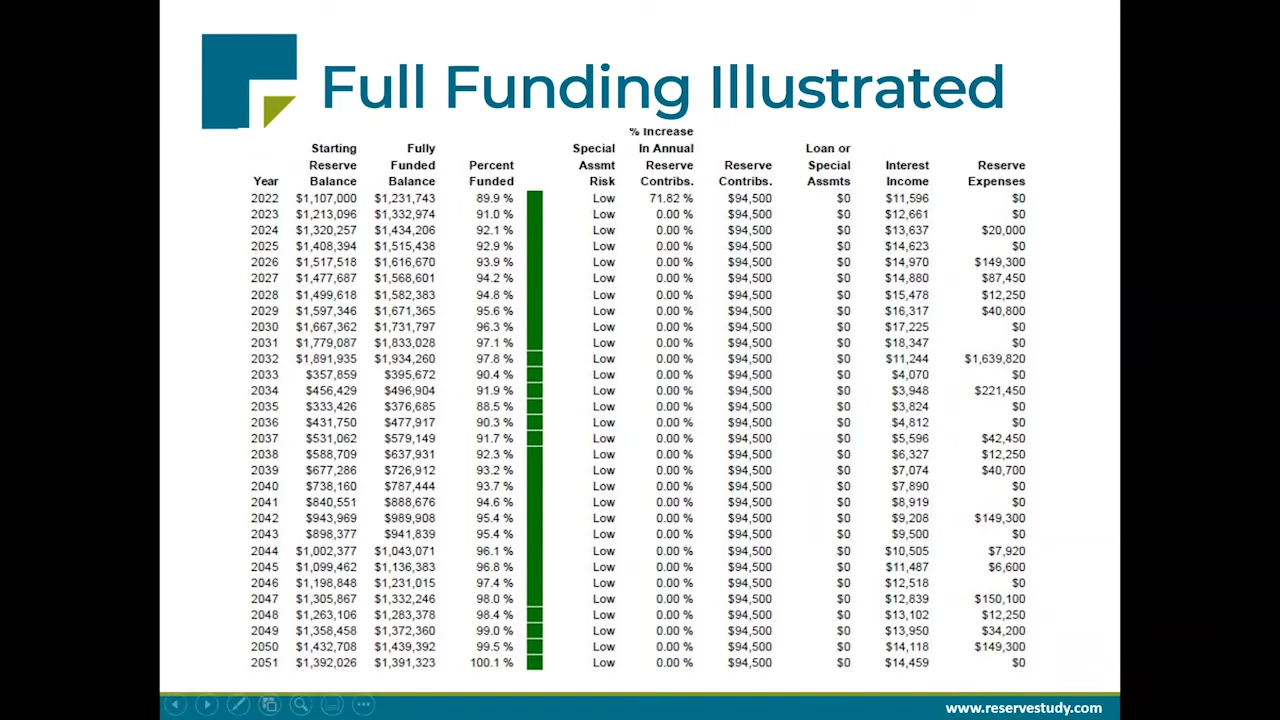 Full Funding Illustrated
% Increase
Starting Fully Special In Annual Loan or
Reserve Funded Percent Assmt Reserve Reserve Special Interest Reserve
Year Balance Balance Funded Risk Contribs. Contribs. Assmts Income Expenses
2022 $1,107,000 $1,231,743 89.9 % Low 71.82 % $94,500 $0 $11,596 $0
2023 $1,213,096 $1,332,974 91.0 % Low 0.00 % $94,500 $0 $12,661 $0
2024 $1,320,257 $1,434,206 92.1 % Low 0.00 % $94,500 $0 $13,637 $20,000
2025 $1,408,394 $1,515,438 92.9 % Low 0.00 % $94,500 $0 $14,623 $0
2026 $1,517,518 $1,616,670 93.9 % Low 0.00 % $94,500 $0 $14,970 $149,300
2027 $1,477,687 $1,568,601 94.2 % Low 0.00 % $94,500 $0 $14,880 $87,450
2028 $1,499,618 $1,582,383 94.8 % Low 0.00 % $94,500 $0 $15,478 $12,250
2029 $1,597,346 $1,671,365 95.6 % Low 0.00 % $94,500 $0 $16,317 $40,800
2030 $1,667,362 $1,731,797 96.3 % Low 0.00 % $94,500 $0 $17,225 $0
2031 $1,779,087 $1,833,028 97.1 % Low 0.00 % $94,500 $0 $18,347 $0
2032 $1,891,935 $1,934,260 97.8 % Low 0.00 % $94,500 $0 $11,244 $1,639,820
2033 $357,859 $395,672 90.4 % Low 0.00 % $94,500 $0 $4,070 $0
2034 $456,429 $496,904 91.9 % Low 0.00 % $94,500 $0 $3,948 $221,450
2035 $333,426 $376,685 88.5 % Low 0.00 % $94,500 $0 $3,824 $0
2036 $431,750 $477,917 90.3 % Low 0.00 % $94,500 $0 $4,812 $0
2037 $531,062 $579,149 91.7 % Low 0.00 % $94,500 $0 $5,596 $42,450
2038 $588,709 $637,931 92.3 % Low 0.00 % $94,500 $0 $6,327 $12,250
2039 $677,286 $726,912 93.2 % Low 0.00 % $94,500 $0 $7,074 $40,700
2040 $738,160 $787,444 93.7 % Low 0.00 % $94,500 $0 $7,890 $0
2041 $840,551 $888,676 94.6 % Low 0.00 % $94,500 $0 $8,919 $0
2042 $943,969 $989,908 95.4 % Low 0.00 % $94,500 $0 $9,208 $149,300
2043 $898,377 $941,839 95.4 % Low 0.00 % $94,500 $0 $9,500 $0
2044 $1,002,377 $1,043,071 96.1 % Low 0.00 % $94,500 $0 $10,505 $7,920
2045 $1,099,462 $1,136,383 96.8 % Low 0.00 % $94,500 $0 $11,487 $6,600
2046 $1,198,848 $1,231,015 97.4 % Low 0.00 % $94,500 $0 $12,518 $0
2047 $1,305,867 $1,332,246 98.0 % Low 0.00 % $94,500 $0 $12,839 $150,100
2048 $1,263,106 $1,283,378 98.4 % Low 0.00 % $94,500 $0 $13,102 $12,250
2049 $1,358,458 $1,372,360 99.0 % Low 0.00 % $94,500 $0 $13,950 $34,200
2050 $1,432,708 $1,439,392 99.5 % Low 0.00 % $94,500 $0 $14,118 $149,300
2051 $1,392,026 $1,391,323 100.1 % Low 0.00 % $94,500 $0 $14,459 $0
www.reservestudy.com